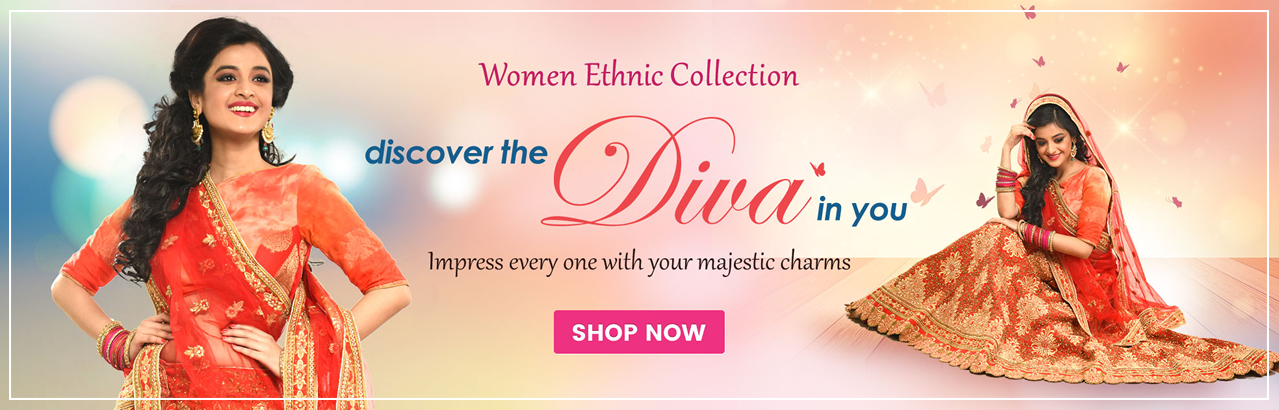 Women Ethnic Collection
discover the Diva in you
Impress every one with your majestic charms
SHOP NOW